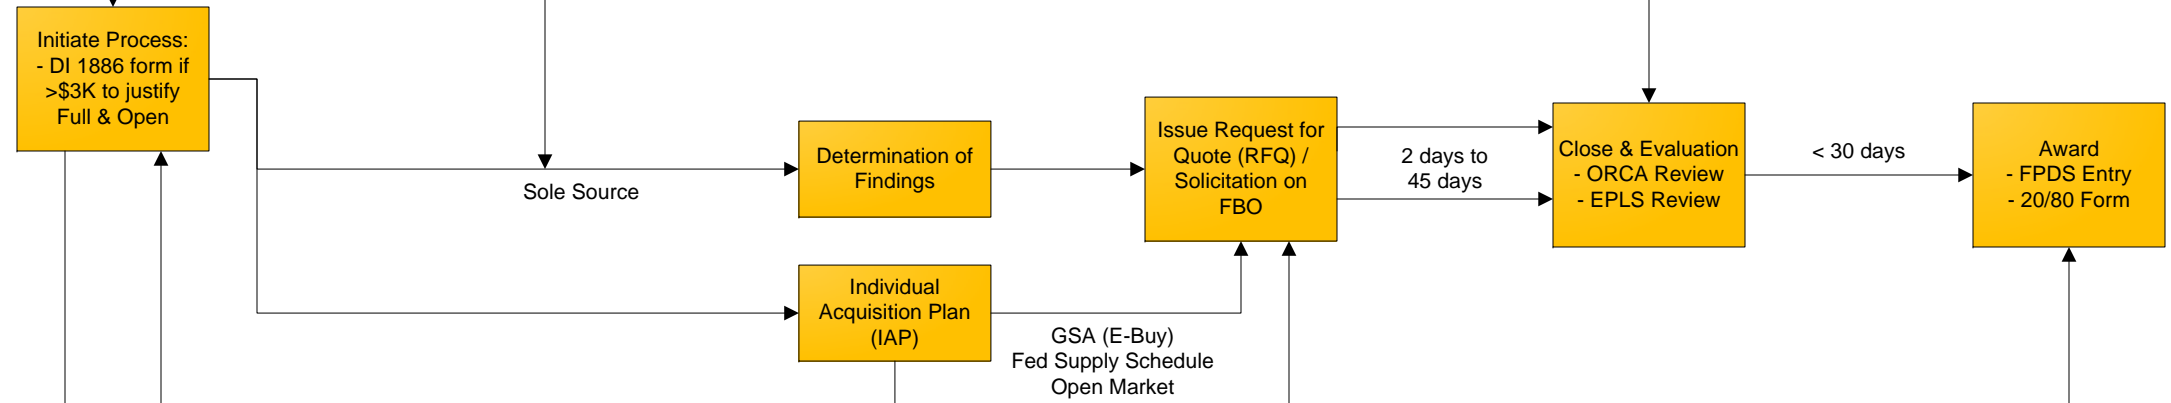 Initiate Process:
- DI 1886 form if
>$3K to justify
Full & Open
Sole Source
Determination of
Findings
Individual
Acquisition Plan
(IAP)
GSA (E-Buy)
Fed Supply Schedule
Open Market
Issue Request for
Quote (RFQ) /
Solicitation on
FBO
2 days to
45 days
Close & Evaluation
- ORCA Review
- EPLS Review
< 30 days
Award
- FPDS Entry
- 20/80 Form